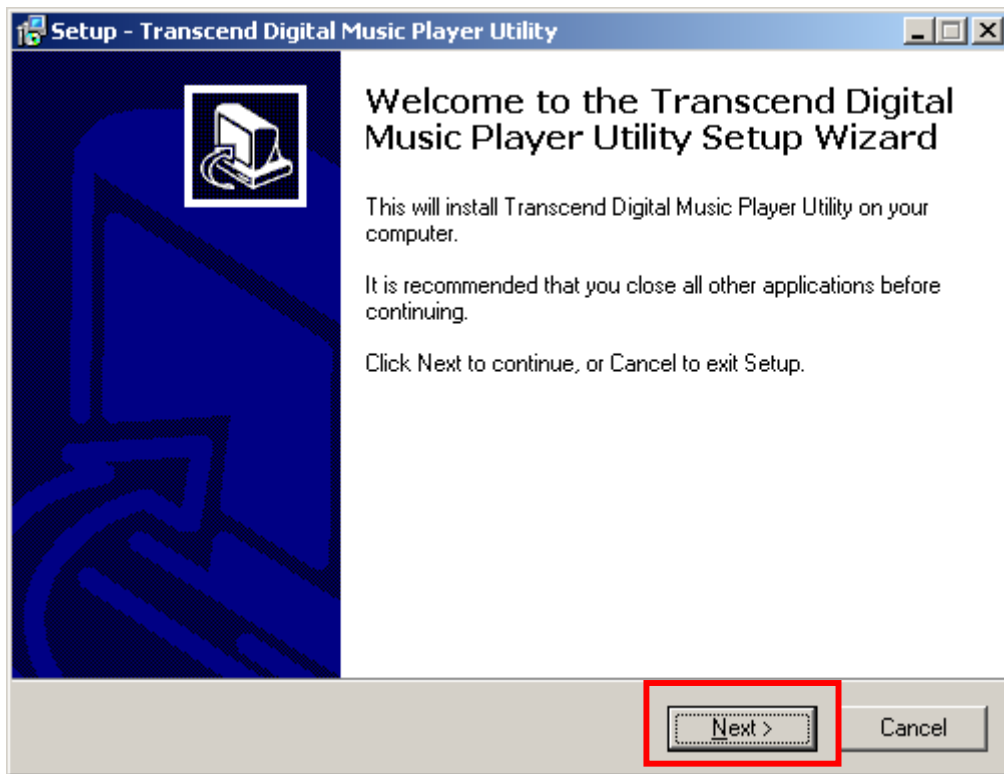 Setup - Transcend Digital Music Player Utility
Welcome to the Transcend Digital
Music Player Utility Setup Wizard
This will install Transcend Digital Music Player Utility on your
computer.
It is recommended that you close all other applications before
continuing.
Click Next to continue, or Cancel to exit Setup.
Next >
Cancel